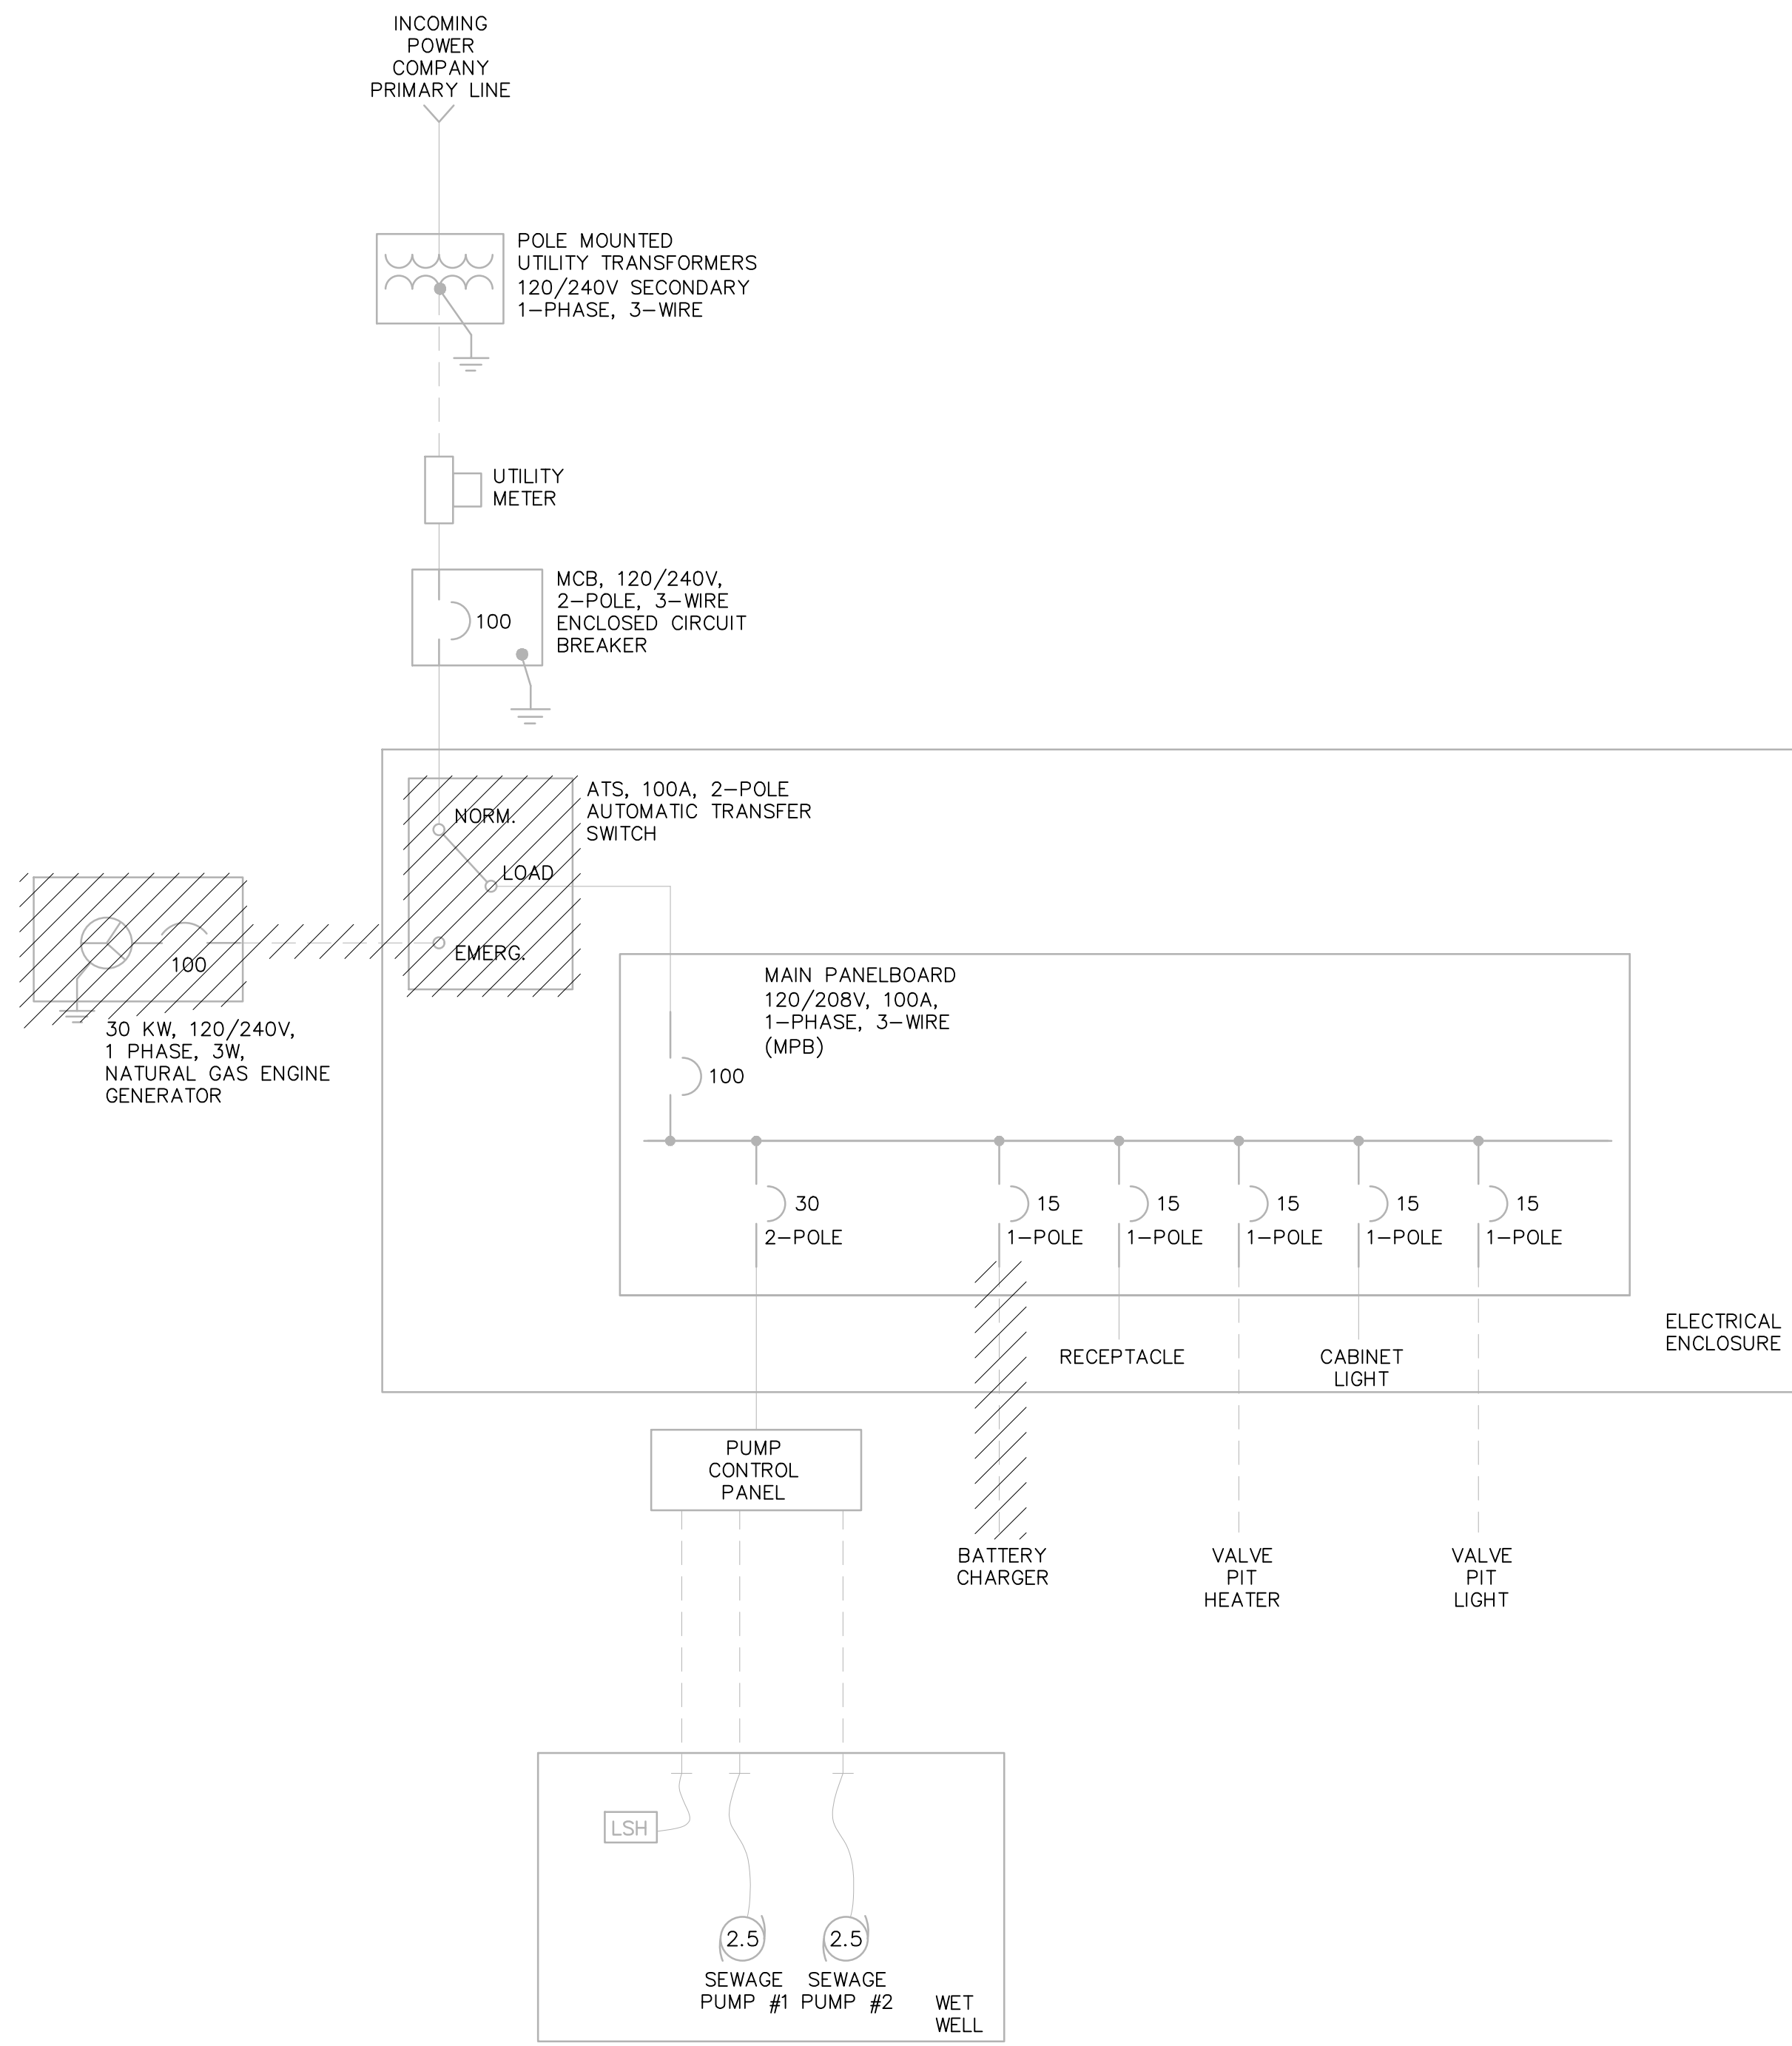 INCOMING
POWER
COMPANY
PRIMARY LINE
POLE MOUNTED
UTILITY TRANSFORMERS
120/240V SECONDARY
1-PHASE, 3-WIRE
UTILITY
METER
MCB, 120/240V,
2-POLE, 3-WIRE
ENCLOSED CIRCUIT
BREAKER
100
ATS, 100A, 2-POLE
AUTOMATIC TRANSFER
SWITCH
NORM.
LOAD
EMERG.
100
30 KW, 120/240V,
1 PHASE, 3W,
NATURAL GAS ENGINE
GENERATOR
MAIN PANELBOARD
120/208V, 100A,
1-PHASE, 3-WIRE
(MPB)
100
30
2-POLE
15
1-POLE
15
1-POLE
15
1-POLE
15
1-POLE
15
1-POLE
ELECTRICAL
ENCLOSURE
RECEPTACLE
CABINET
LIGHT
PUMP
CONTROL
PANEL
BATTERY
CHARGER
VALVE
PIT
HEATER
VALVE
PIT
LIGHT
LSH
2.5
2.5
SEWAGE
PUMP #1
SEWAGE
PUMP #2
WET
WELL